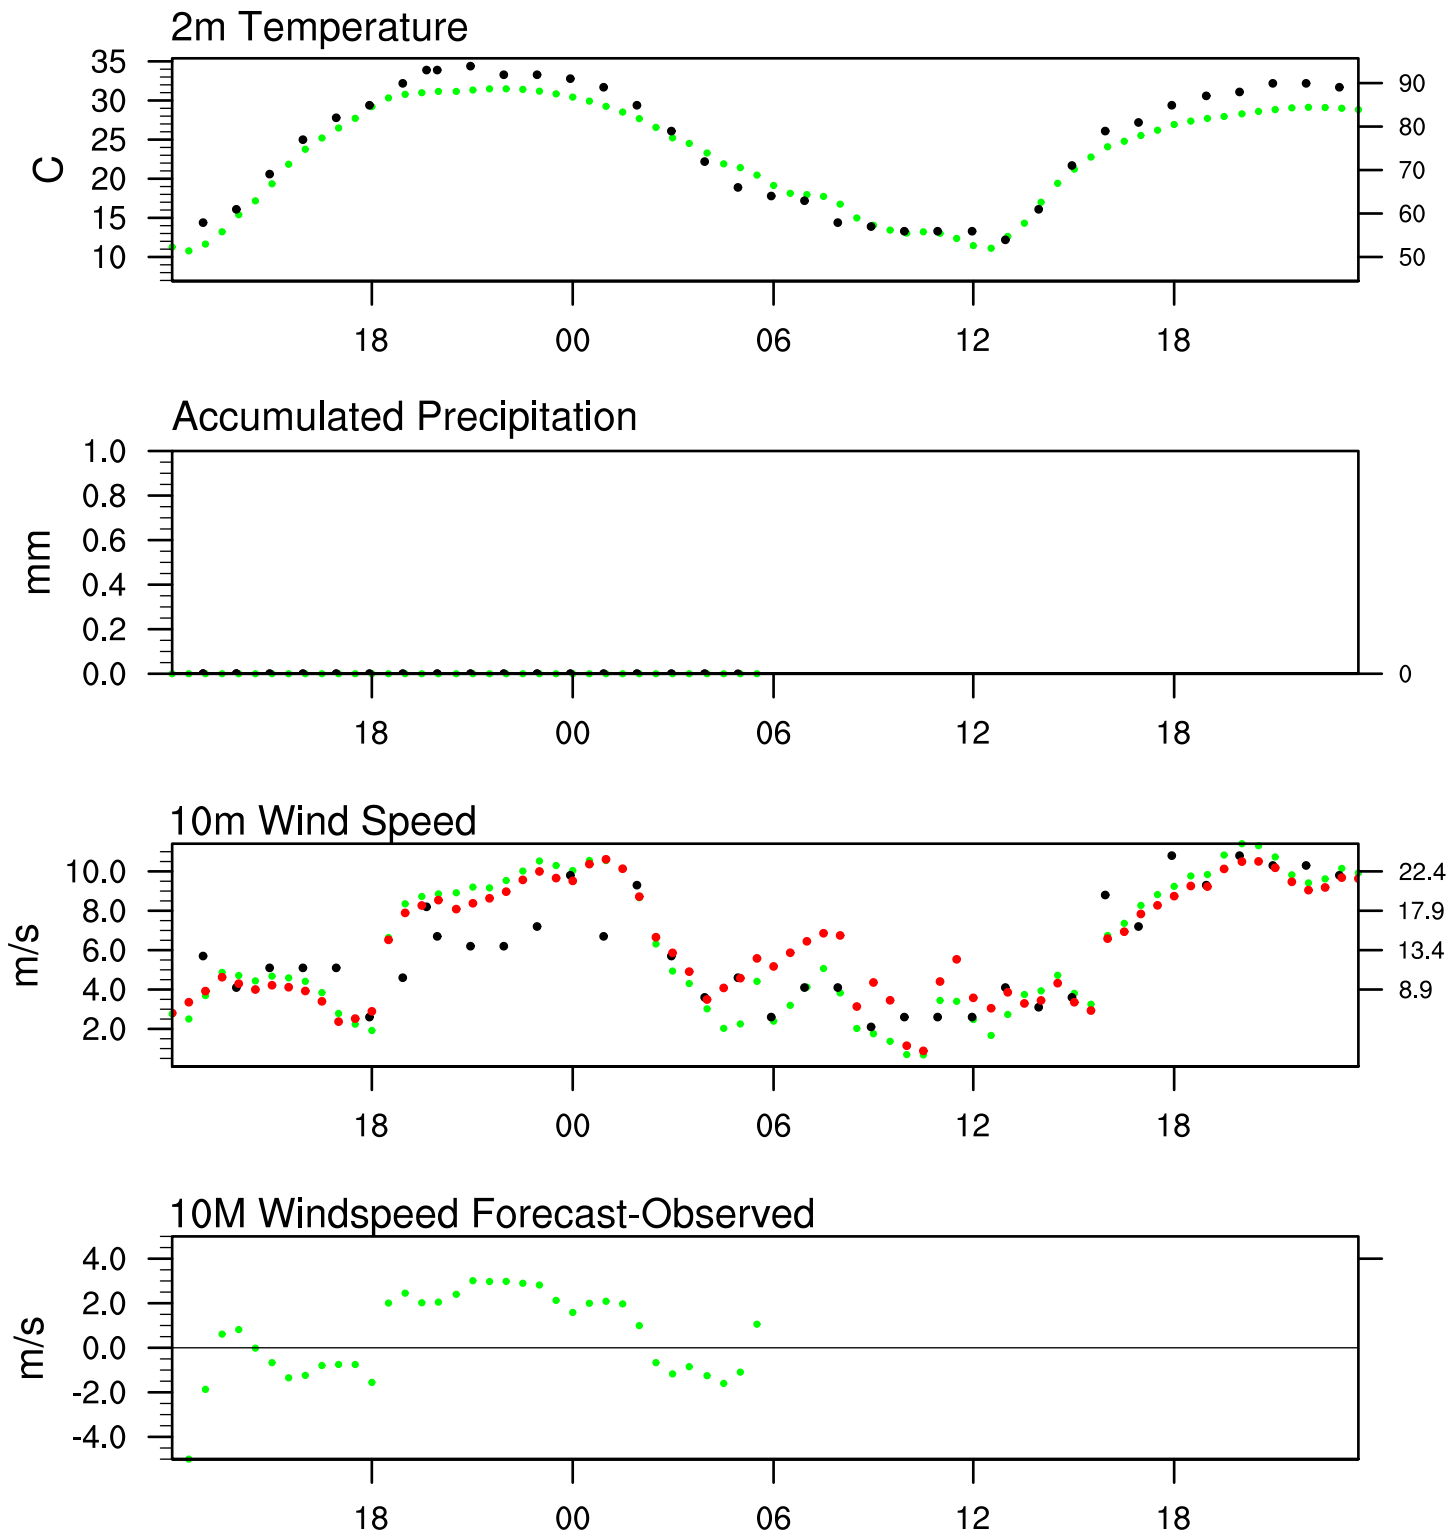 2m Temperature
35
30
25
20
15
10
C
90
80
70
60
50
18 00 06 12 18
Accumulated Precipitation
1.0
0.8
0.6
0.4
0.2
0.0
mm
0
18 00 06 12 18
10m Wind Speed
10.0
8.0
6.0
4.0
2.0
m/s
22.4
17.9
13.4
8.9
18 00 06 12 18
10M Windspeed Forecast-Observed
4.0
2.0
0.0
-2.0
-4.0
m/s
18 00 06 12 18